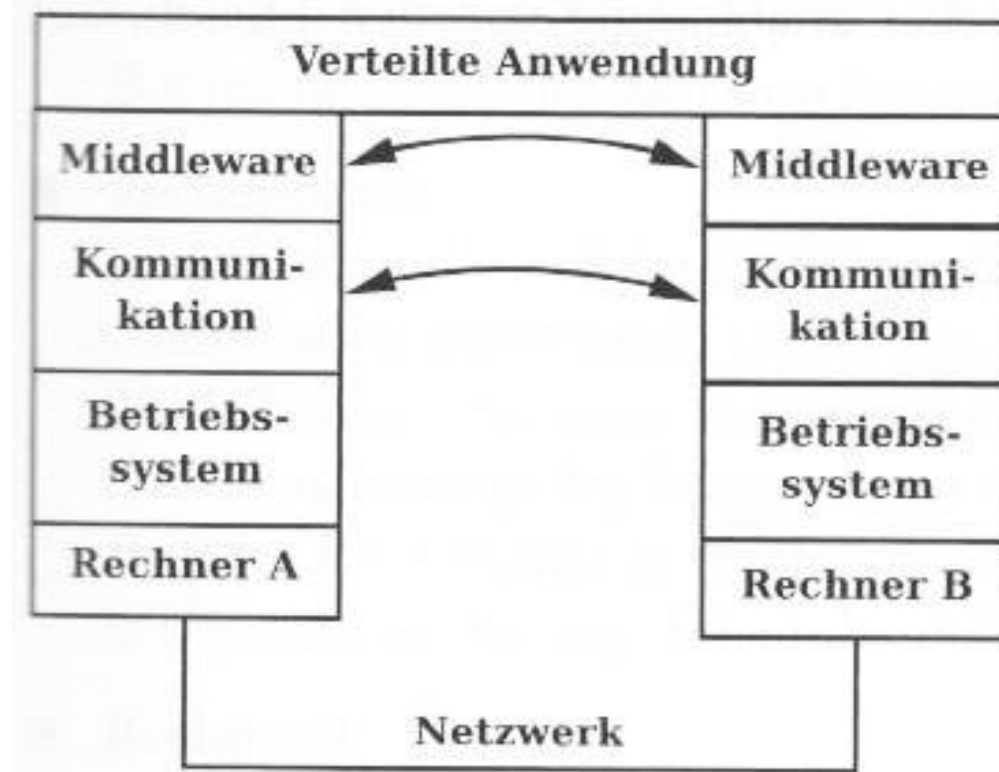 Verteilte Anwendung
Middleware
Kommuni-
kation
Betriebs-
system
Rechner A
Middleware
Kommuni-
kation
Betriebs-
system
Rechner B
Netzwerk